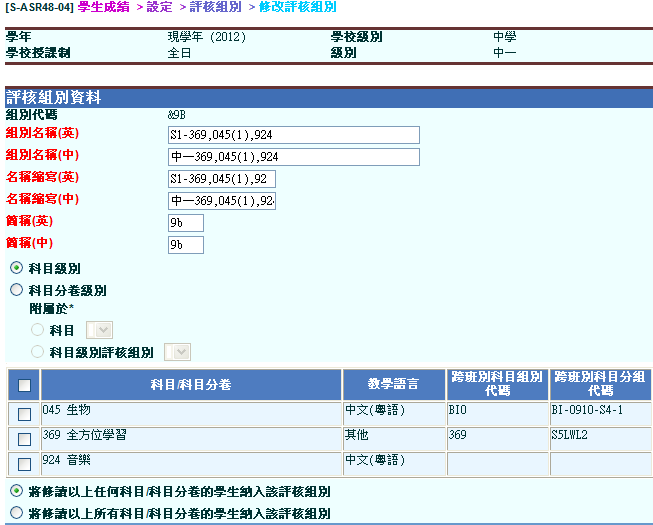 [S-ASR48-04] 學生成績 > 設定 > 評核組別 > 修改評核組別
學年 現學年 (2012) 學校級別 中學
學校授課制 全日 級別 中一
評核組別資料
組別代碼 &9B
組別名稱(英) S1-369,045(1),924
組別名稱(中) 中一369,045(1),924
名稱縮寫(英) S1-369,045(1),92
名稱縮寫(中) 中一369,045(1),92
簡稱(英) 9b
簡稱(中) 9b
科目級別
科目分卷級別
附屬於*
科目
科目級別評核組別
科目/科目分卷 教學語言 跨班別科目組別代碼 跨班別科目分組代碼
045 生物 中文(粵語) BIO BI-0910-S4-1
369 全方位學習 其他 369 S5LWL2
924 音樂 中文(粵語)
將修讀以上任何科目/科目分卷的學生納入該評核組別
將修讀以上所有科目/科目分卷的學生納入該評核組別